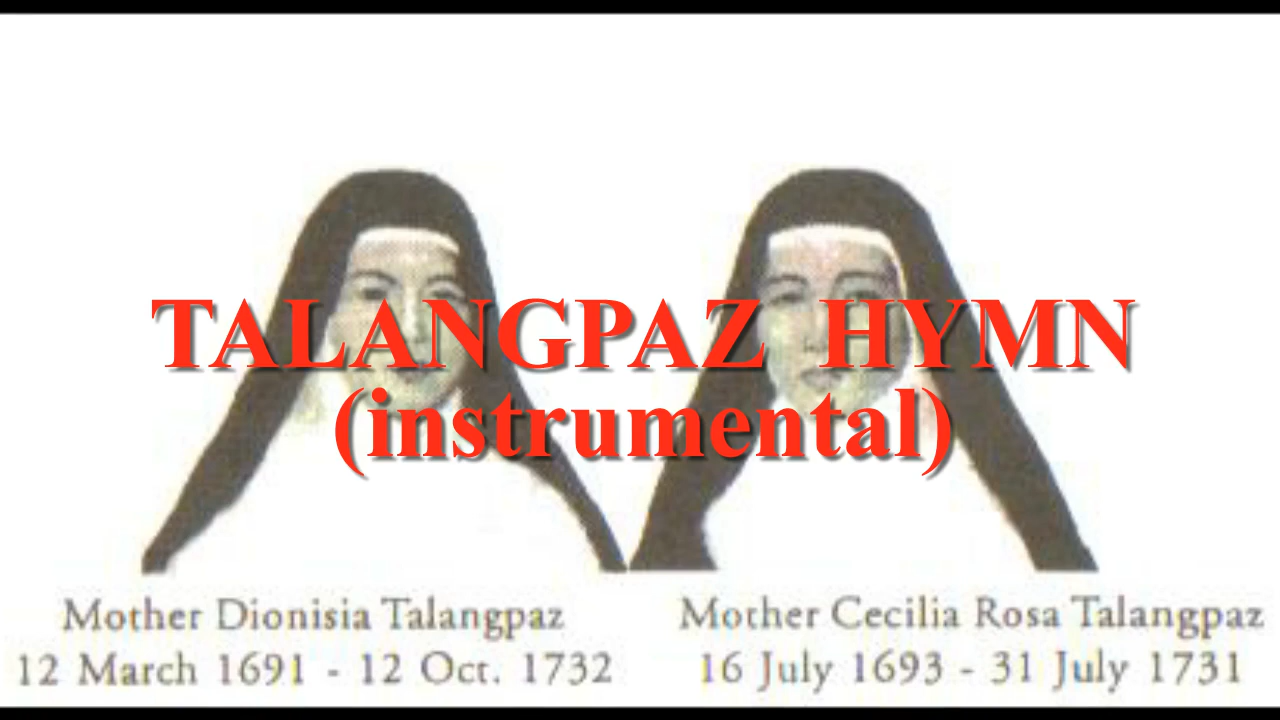 TALANGPAZ HYMN
(instrumental)
Mother Dionisia Talangpaz
12 March 1691 - 12 Oct. 1732
Mother Cecilia Rosa Talangpaz
16 July 1693 - 31 July 1731